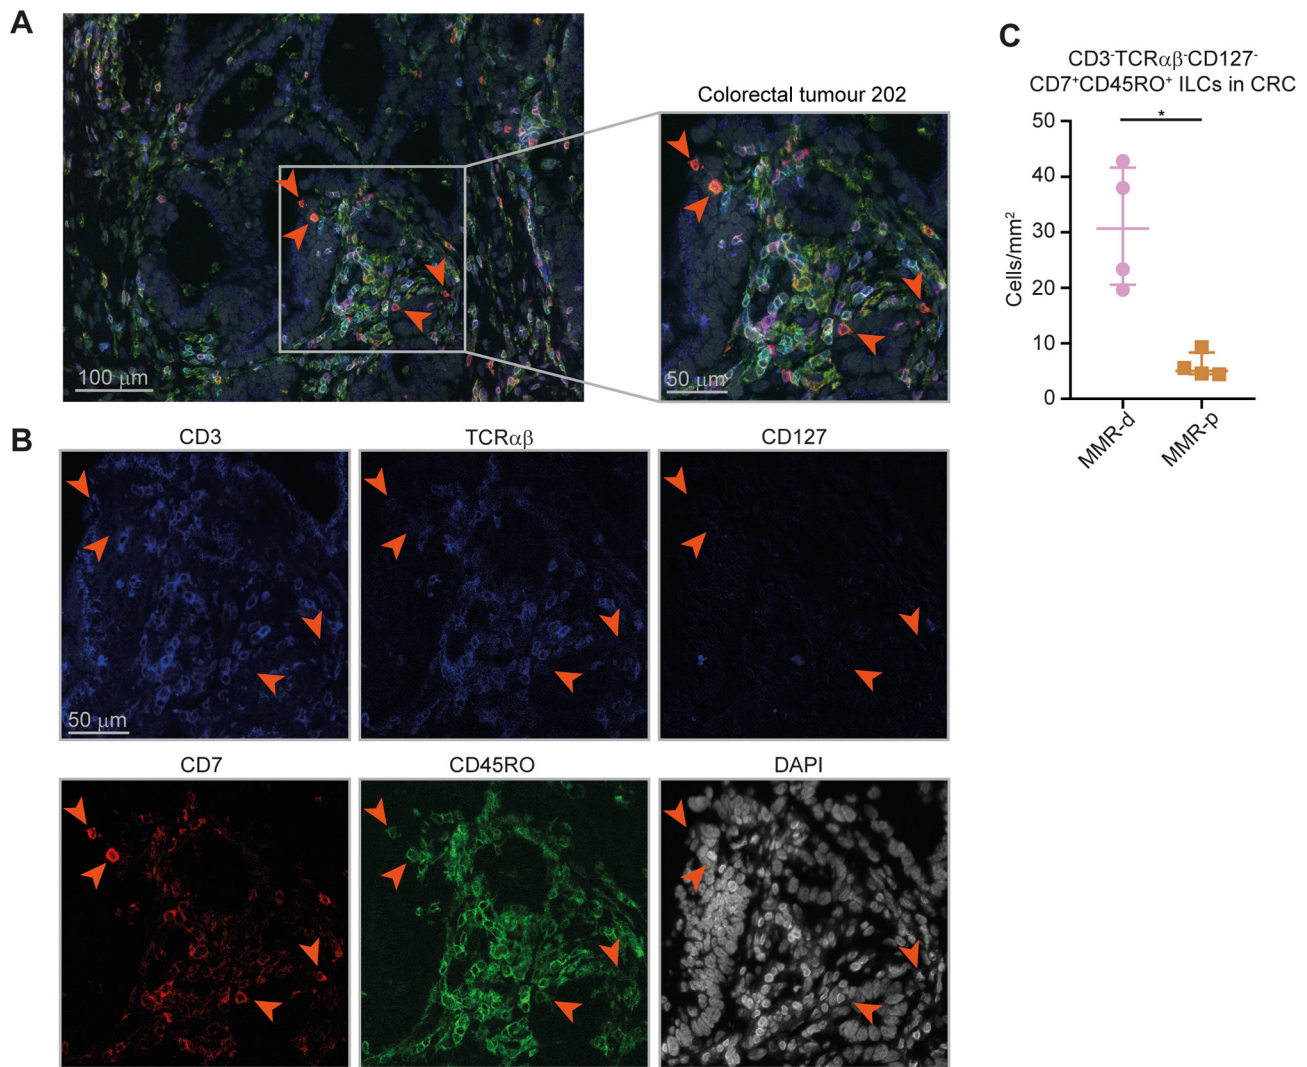 A
Colorectal tumour 202
100 μm
50 μm
C
CD3⁻TCRαβ⁻CD127⁻
CD7⁺CD45RO⁺ ILCs in CRC
*
50
40
30
20
10
0
Cells/mm²
MMR-d
MMR-p
B
CD3
TCRαβ
CD127
50 μm
CD7
CD45RO
DAPI